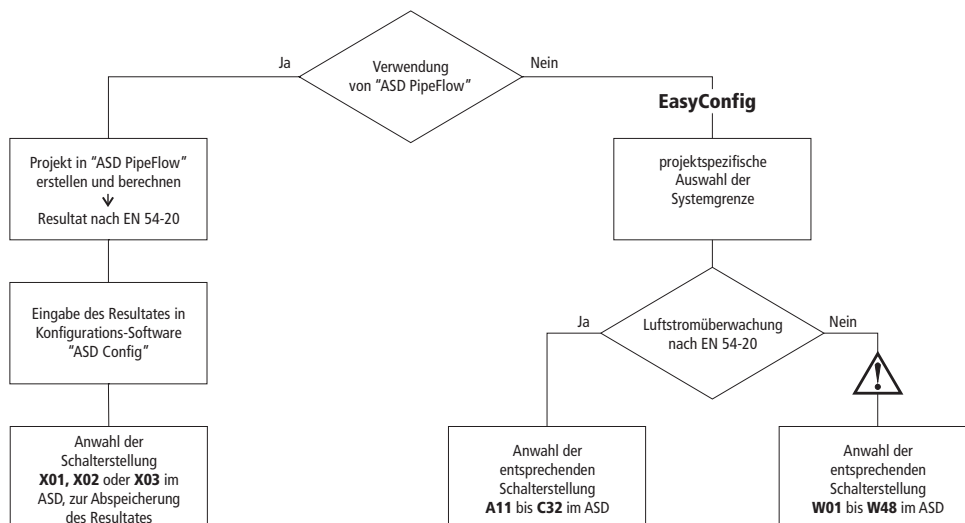 Verwendung
von "ASD PipeFlow"
Ja
Nein
EasyConfig
Projekt in "ASD PipeFlow"
erstellen und berechnen
Resultat nach EN 54-20
projektspezifische
Auswahl der
Systemgrenze
Eingabe des Resultates in
Konfigurations-Software
"ASD Config"
Ja
Luftstromüberwachung
nach EN 54-20
Nein
Anwahl der
Schalterstellung
X01, X02 oder X03 im
ASD, zur Abspeicherung
des Resultates
Anwahl der
entsprechenden
Schalterstellung
A11 bis C32 im ASD
Anwahl der
entsprechenden
Schalterstellung
W01 bis W48 im ASD